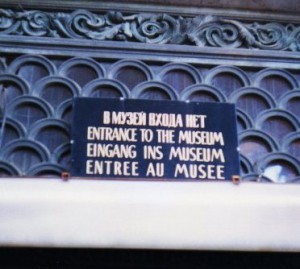 В МУЗЕЙ ВХОДА НЕТ
ENTRANCE TO THE MUSEUM
EINGANG INS MUSEUM
ENTREE AU MUSEE